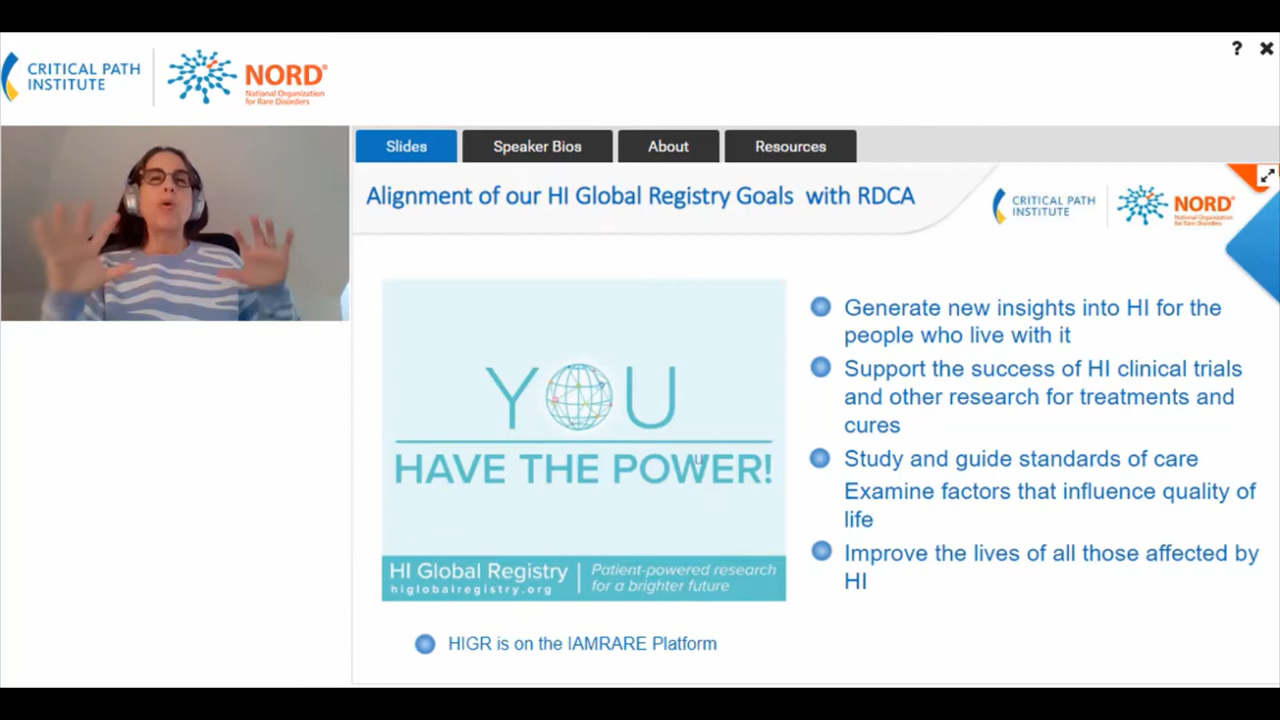 ? ✖
CRITICAL PATH
INSTITUTE
NORD®
National Organization
for Rare Disorders
Slides
Speaker Bios
About
Resources
Alignment of our HI Global Registry Goals with RDCA
CRITICAL PATH
INSTITUTE
NORD®
National Organization
for Rare Disorders
YOU
HAVE THE POWER!
HI Global Registry
higlobalregistry.org
Patient-powered research
for a brighter future
HIGR is on the IAMRARE Platform
Generate new insights into HI for the
people who live with it
Support the success of HI clinical trials
and other research for treatments and
cures
Study and guide standards of care
Examine factors that influence quality of
life
Improve the lives of all those affected by
HI